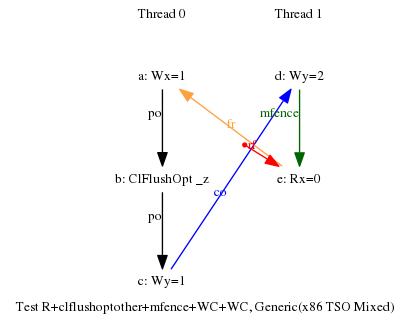 Thread 0 Thread 1
a: Wx=1 d: Wy=2
po mfence
fr
rf
b: ClFlushOpt _z e: Rx=0
co
po
c: Wy=1
Test R+clflushoptother+mfence+WC+WC, Generic(x86 TSO Mixed)